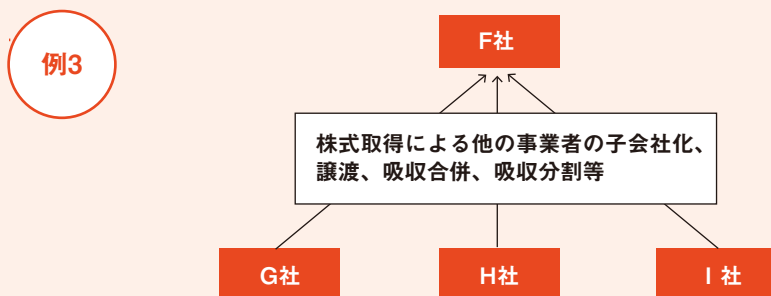 例3
F社
株式取得による他の事業者の子会社化、
譲渡、吸収合併、吸収分割等
G社
H社
I 社